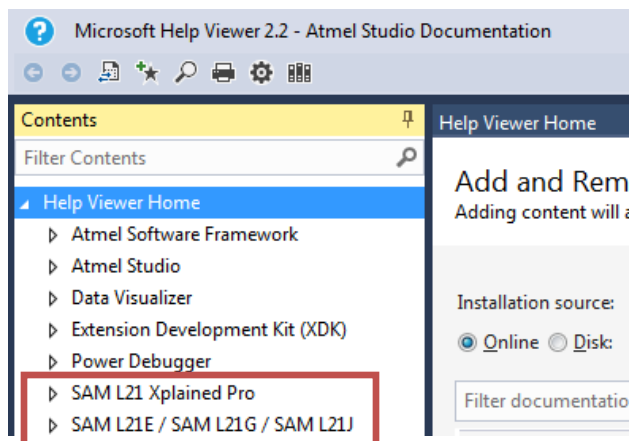 Microsoft Help Viewer 2.2 - Atmel Studio Documentation
Contents
Filter Contents
Help Viewer Home
Atmel Software Framework
Atmel Studio
Data Visualizer
Extension Development Kit (XDK)
Power Debugger
SAM L21 Xplained Pro
SAM L21E / SAM L21G / SAM L21J
Help Viewer Home
Add and Rem
Adding content will a
Installation source:
Online Disk:
Filter documentatio